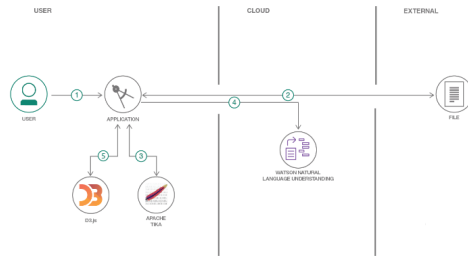 USER
CLOUD
EXTERNAL
1
2
4
USER
APPLICATION
FILE
5
3
WATSON NATURAL
LANGUAGE UNDERSTANDING
D3.js
APACHE
TIKA